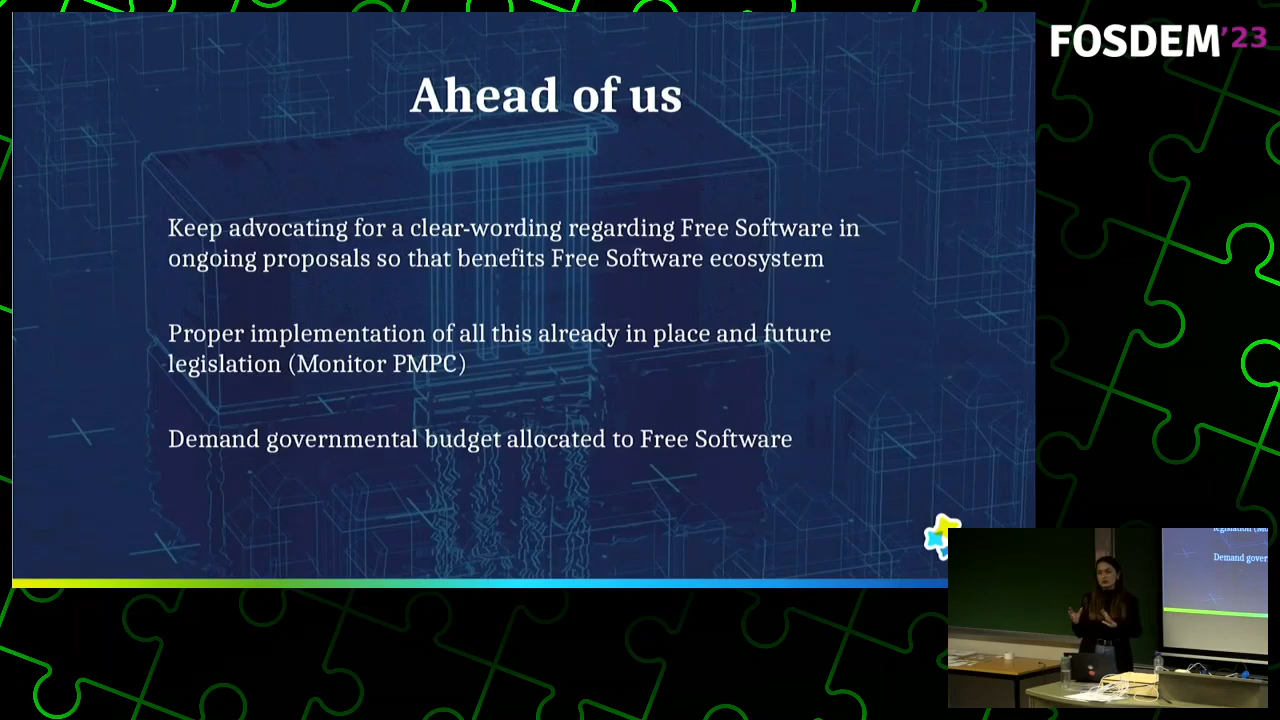 FOSDEM'23
Ahead of us
Keep advocating for a clear-wording regarding Free Software in
ongoing proposals so that benefits Free Software ecosystem
Proper implementation of all this already in place and future
legislation (Monitor PMPC)
Demand governmental budget allocated to Free Software
Demand gover